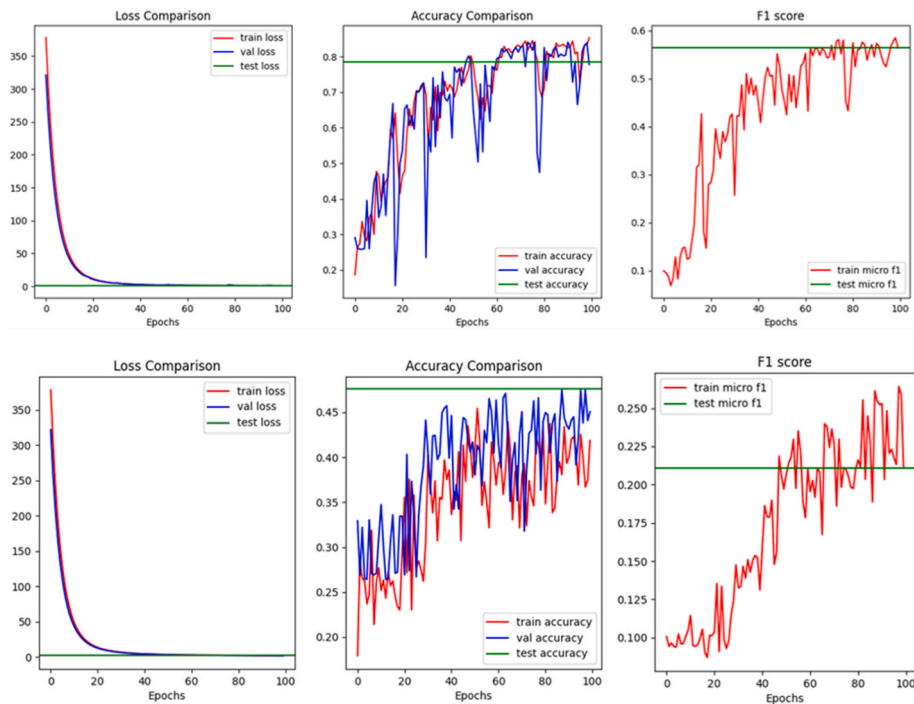 Loss Comparison
train loss
val loss
test loss
350
300
250
200
150
100
50
0
0 20 40 60 80 100
Epochs
Accuracy Comparison
0.8
0.7
0.6
0.5
0.4
0.3
0.2
train accuracy
val accuracy
test accuracy
0 20 40 60 80 100
Epochs
F1 score
0.6
0.5
0.4
0.3
0.2
0.1
train micro f1
test micro f1
0 20 40 60 80 100
Epochs
Loss Comparison
train loss
val loss
test loss
350
300
250
200
150
100
50
0
0 20 40 60 80 100
Epochs
Accuracy Comparison
0.45
0.40
0.35
0.30
0.25
0.20
train accuracy
val accuracy
test accuracy
0 20 40 60 80 100
Epochs
F1 score
train micro f1
test micro f1
0.250
0.225
0.200
0.175
0.150
0.125
0.100
0 20 40 60 80 100
Epochs